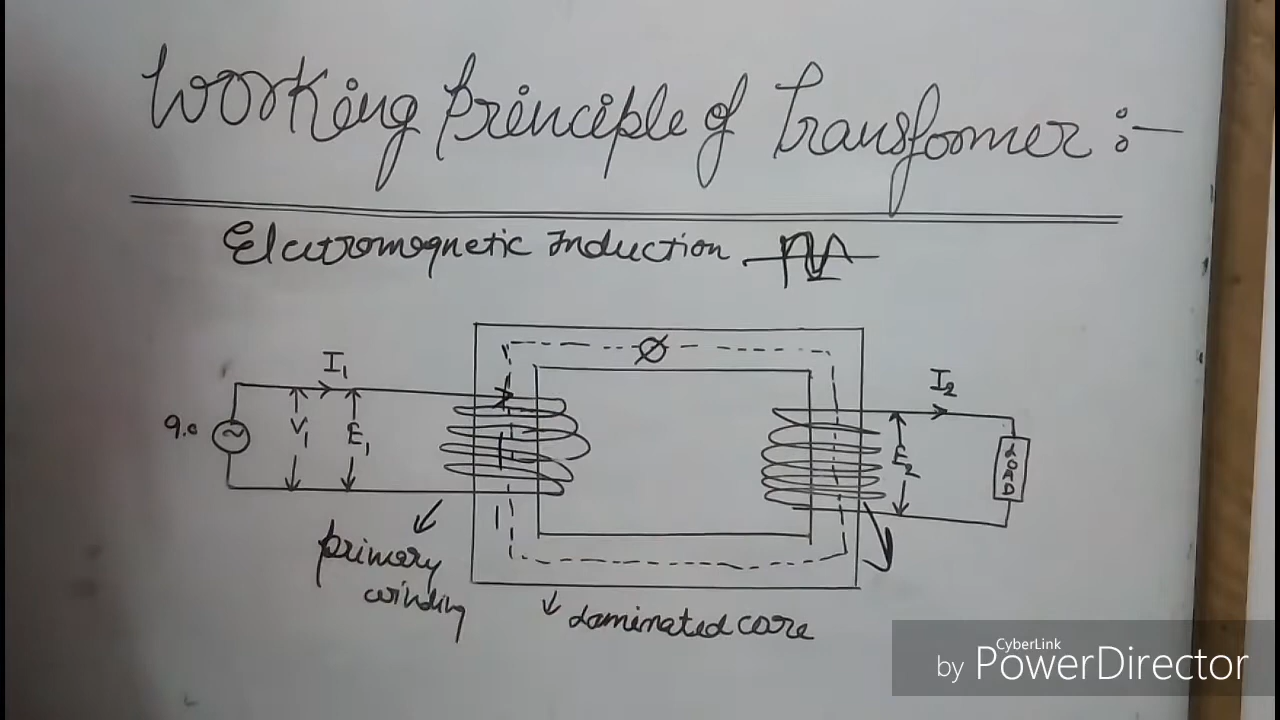 Working Principle of Transformer :-
Electromagnetic Induction
Ø
I1
I2
V1
E1
E2
LOAD
primary
winding
Laminated core
CyberLink
by PowerDirector